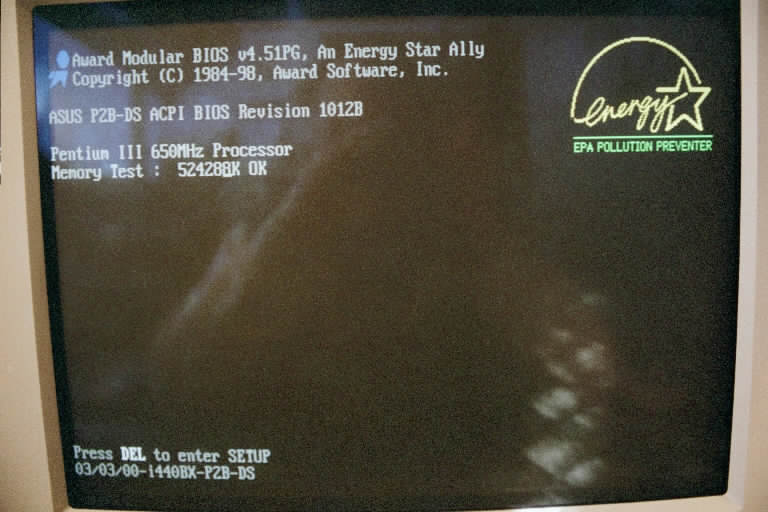 Award Modular BIOS v4.51PG, An Energy Star Ally
Copyright (C) 1984-98, Award Software, Inc.
energy
EPA POLLUTION PREVENTER
ASUS P2B-DS ACPI BIOS Revision 1012B
Pentium III 650MHz Processor
Memory Test : 524288K OK
Press DEL to enter SETUP
03/03/00-i440BX-P2B-DS